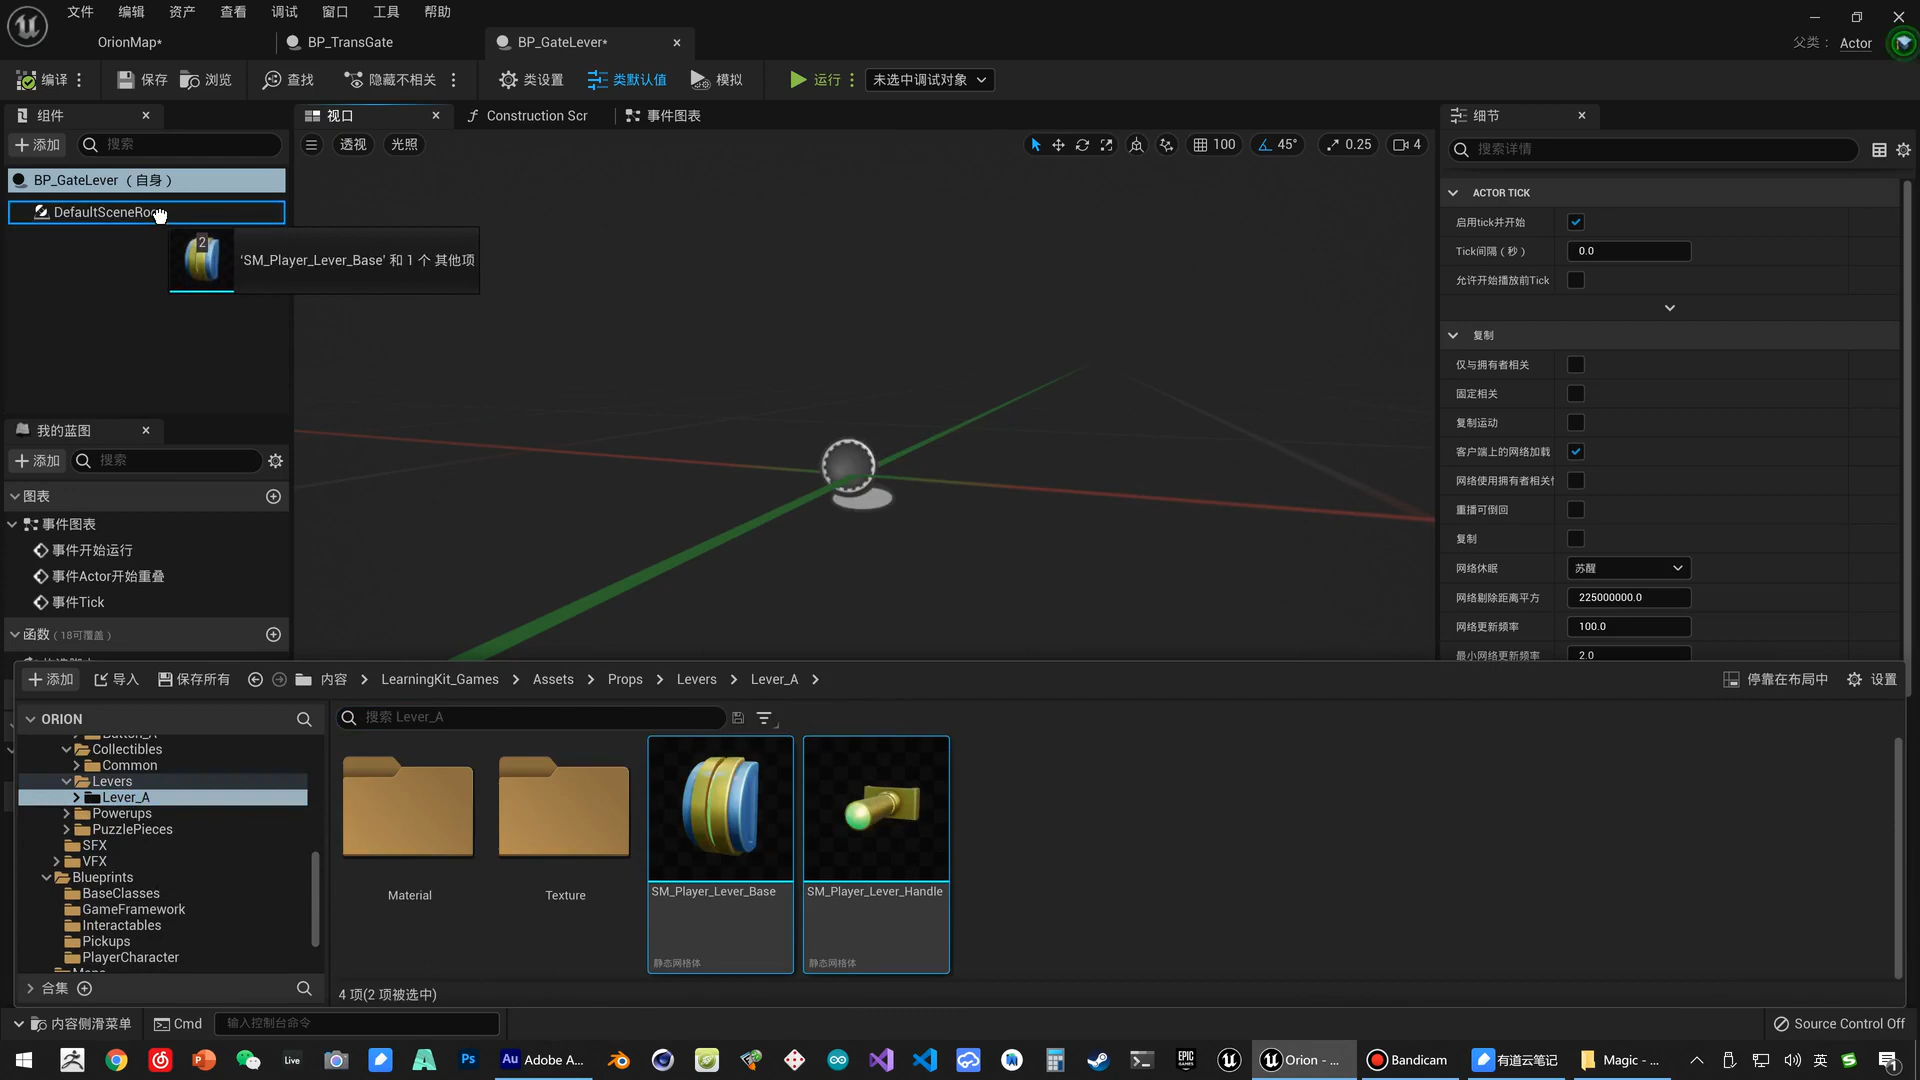 文件 编辑 资产 查看 调试 窗口 工具 帮助
OrionMap* BP_TransGate BP_GateLever*
父类： Actor
编译 保存 浏览 查找 隐藏不相关 类设置 类默认值 模拟 运行 未选中调试对象
组件
添加 搜索
BP_GateLever （自身）
DefaultSceneRo
2
'SM_Player_Lever_Base' 和 1 个 其他项
视口 Construction Scr 事件图表
透视 光照 100 45° 0.25 4
细节
搜索详情
ACTOR TICK
启用tick并开始
Tick间隔（秒） 0.0
允许开始播放前Tick
复制
仅与拥有者相关
固定相关
复制运动
客户端上的网络加载
网络使用拥有者相关
重播可倒回
复制
网络休眠 苏醒
网络剔除距离平方 225000000.0
网络更新频率 100.0
最小网络更新频率 2.0
我的蓝图
添加 搜索
图表
事件图表
事件开始运行
事件Actor开始重叠
事件Tick
函数（18可覆盖）
添加 导入 保存所有 内容 LearningKit_Games Assets Props Levers Lever_A 停靠在布局中 设置
ORION
Button_A
Collectibles
Common
Levers
Lever_A
Powerups
PuzzlePieces
SFX
VFX
Blueprints
BaseClasses
GameFramework
Interactables
Pickups
PlayerCharacter
Maps
合集
搜索 Lever_A
Material
Texture
SM_Player_Lever_Base
静态网格体
SM_Player_Lever_Handle
静态网格体
4 项(2 项被选中)
内容侧滑菜单 Cmd 输入控制台命令 Source Control Off
Live Ps Au Adobe A... EPIC GAMES Orion - ... Bandicam 有道云笔记 Magic - ... 英 1